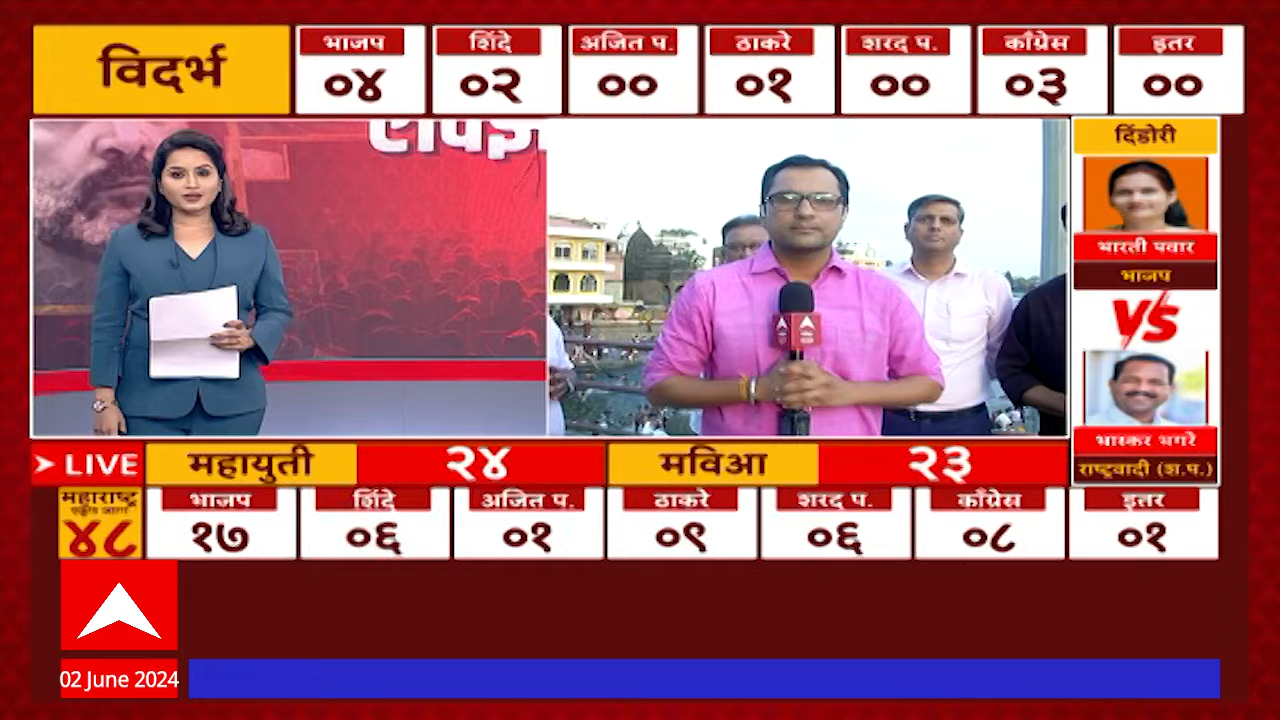 विदर्भ
भाजप
०४
शिंदे
०२
अजित प.
००
ठाकरे
०१
शरद प.
००
काँग्रेस
०३
इतर
००
दिंडोरी
भारती पवार
भाजप
VS
भास्कर भगरे
राष्ट्रवादी (श.प.)
LIVE
महायुती
२४
मविआ
२३
महाराष्ट्र
एकूण जागा
४८
भाजप
१७
शिंदे
०६
अजित प.
०१
ठाकरे
०९
शरद प.
०६
काँग्रेस
०८
इतर
०१
02 June 2024